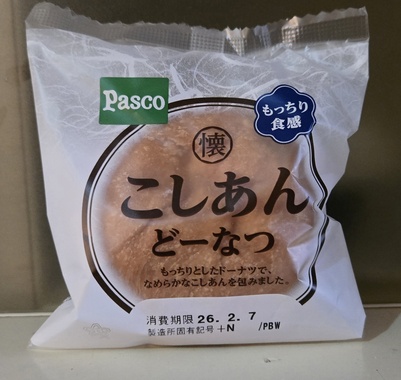 Pasco
もっちり
食感
懐
こしあん
どーなつ
もっちりとしたドーナツで、
なめらかなこしあんを包みました。
消費期限 26. 2. 7
製造所固有記号 +N /PBW